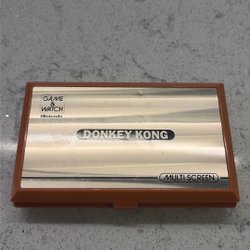 GAME
&
WATCH
Nintendo
DONKEY KONG
MULTI SCREEN